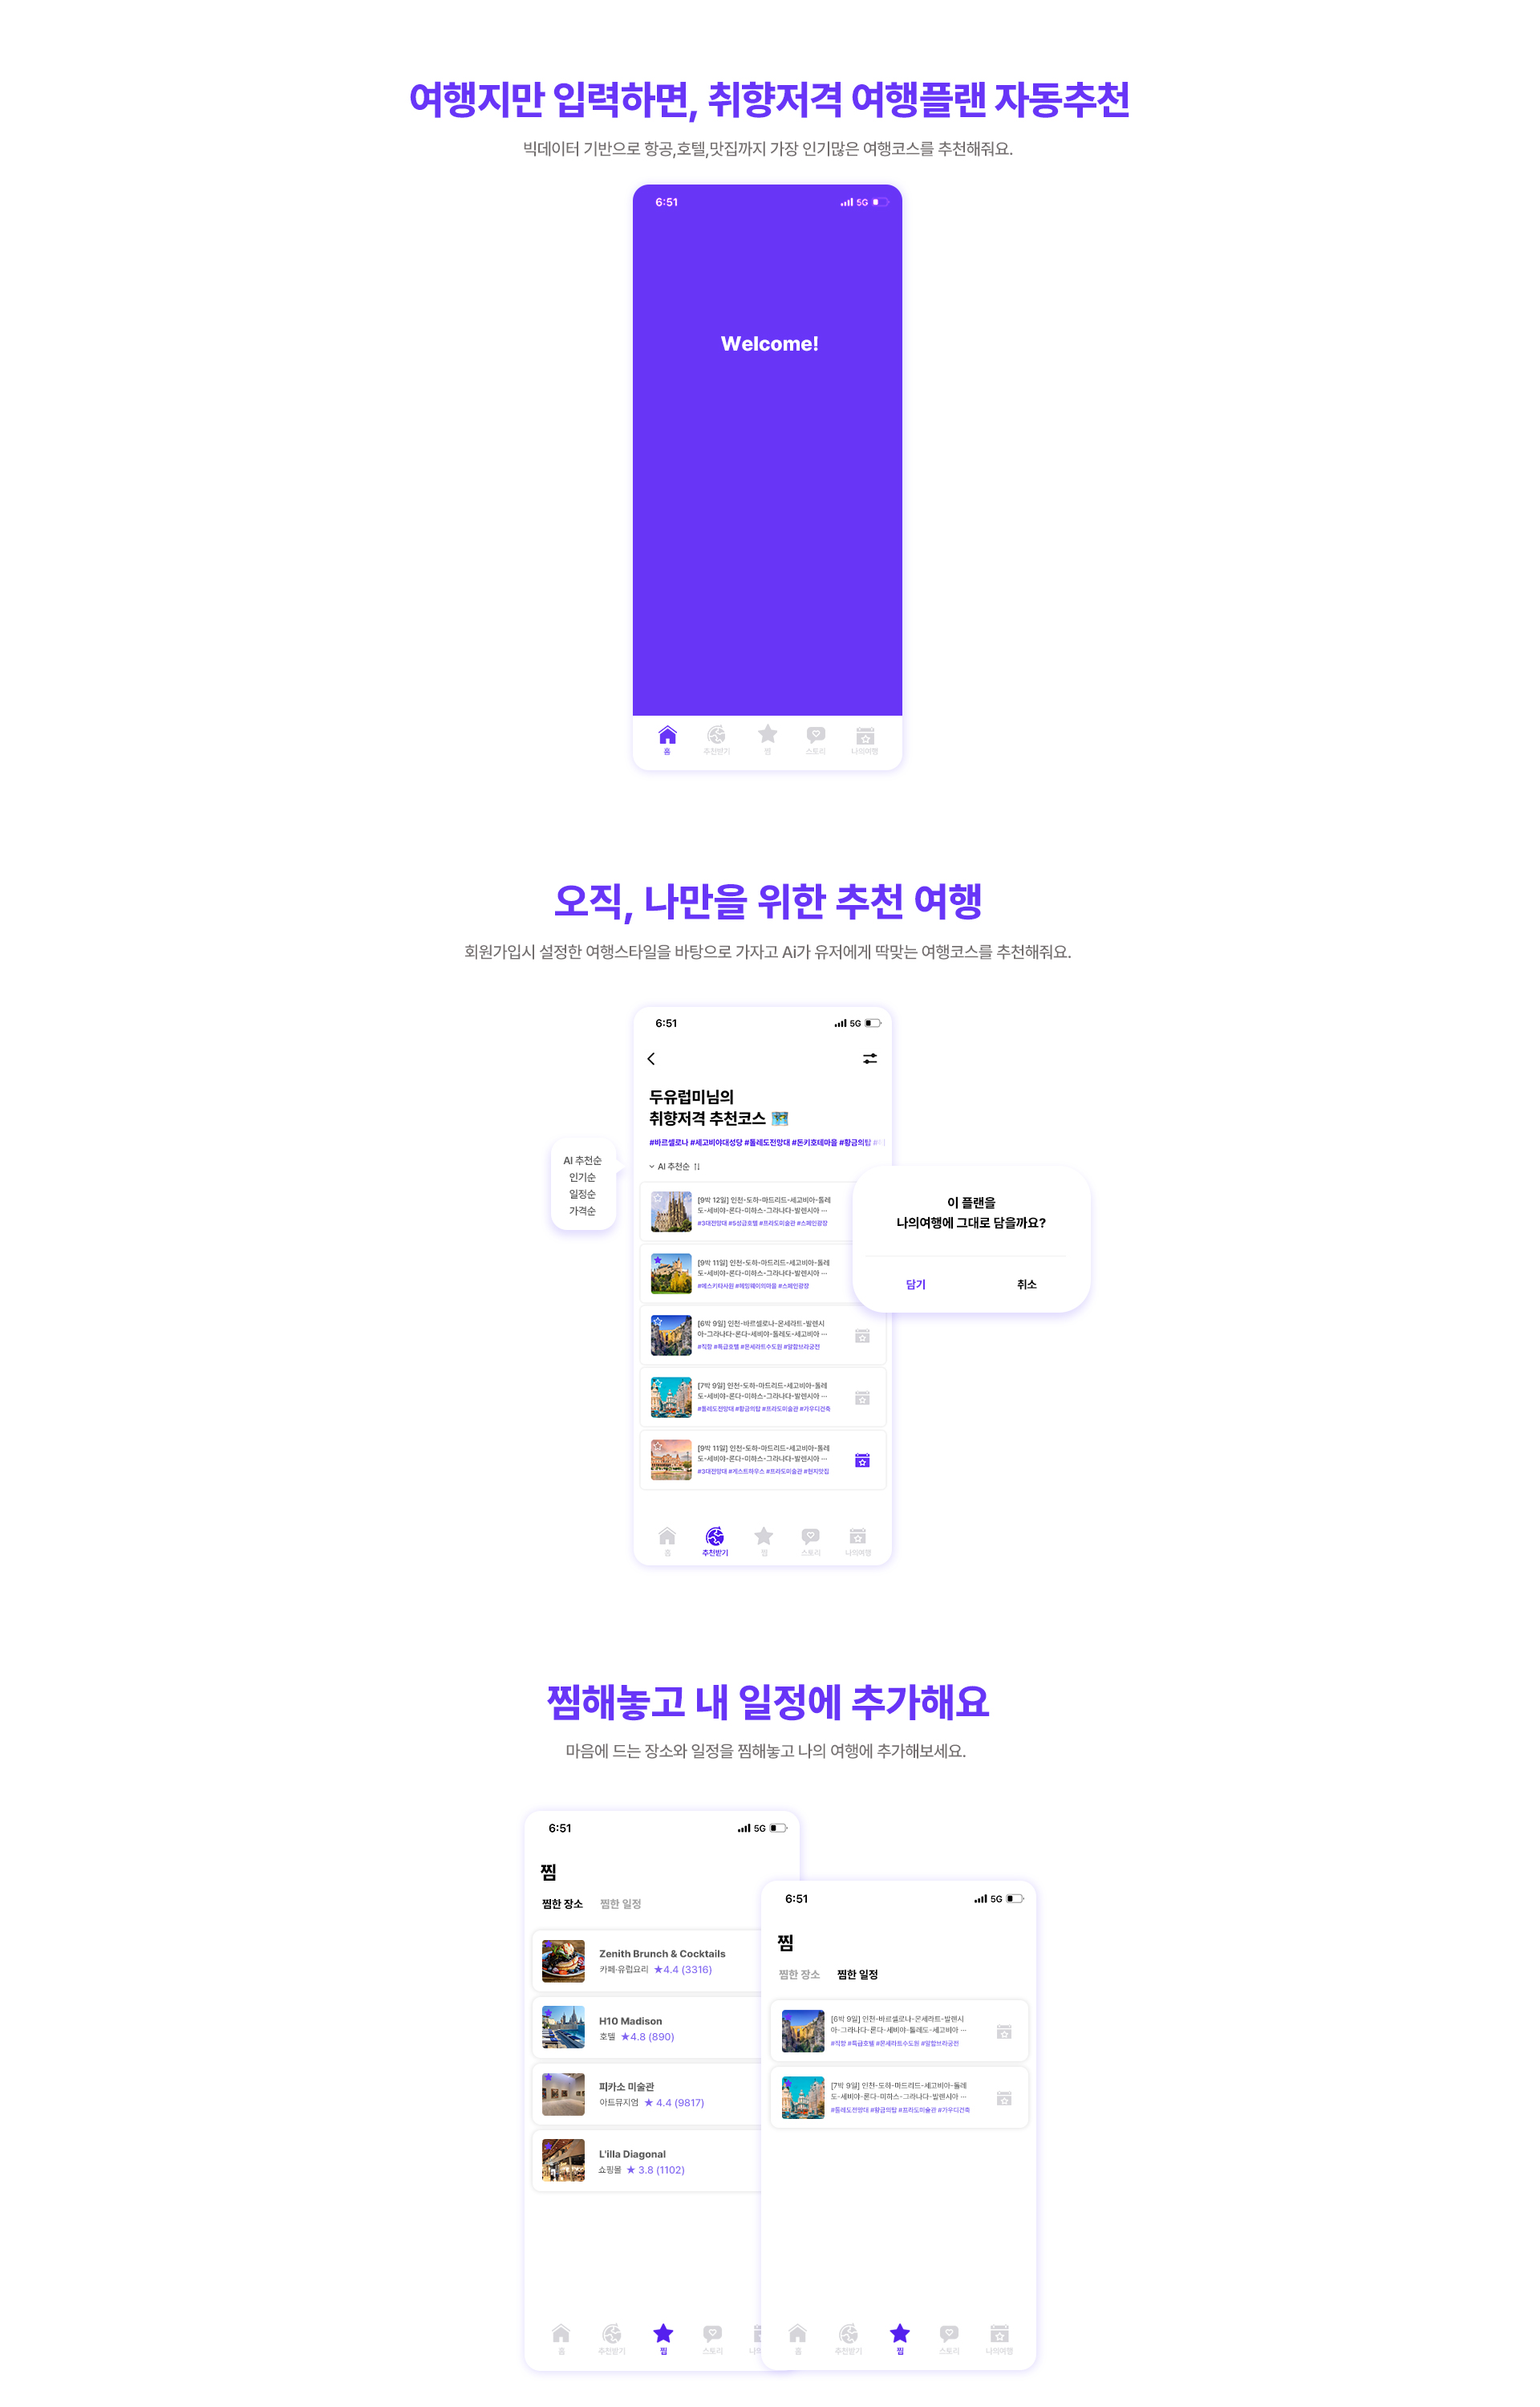 여행지만 입력하면, 취향저격 여행플랜 자동추천
빅데이터 기반으로 항공,호텔,맛집까지 가장 인기많은 여행코스를 추천해줘요.
6:51
5G
Welcome!
홈
추천받기
찜
스토리
나의여행
오직, 나만을 위한 추천 여행
회원가입시 설정한 여행스타일을 바탕으로 가자고 Ai가 유저에게 딱맞는 여행코스를 추천해줘요.
6:51
5G
두유럽미님의
취향저격 추천코스
#바르셀로나 #세고비아대성당 #톨레도전망대 #돈키호테마을 #황금의탑
AI 추천순
AI 추천순
인기순
일정순
가격순
[9박 12일] 인천-도하-마드리드-세고비아-톨레
도-세비야-론다-미하스-그라나다-발렌시아 ···
#3대전망대 #5성급호텔 #프라도미술관 #스페인광장
[9박 11일] 인천-도하-마드리드-세고비아-톨레
도-세비야-론다-미하스-그라나다-발렌시아 ···
#메스키타사원 #헤밍웨이의마을 #스페인광장
[6박 9일] 인천-바르셀로나-몬세라트-발렌시
아-그라나다-론다-세비야-톨레도-세고비아 ···
#직항 #특급호텔 #몬세라트수도원 #알함브라궁전
[7박 9일] 인천-도하-마드리드-세고비아-톨레
도-세비야-론다-미하스-그라나다-발렌시아 ···
#톨레도전망대 #황금의탑 #프라도미술관 #가우디건축
[9박 11일] 인천-도하-마드리드-세고비아-톨레
도-세비야-론다-미하스-그라나다-발렌시아 ···
#3대전망대 #게스트하우스 #프라도미술관 #현지맛집
이 플랜을
나의여행에 그대로 담을까요?
담기
취소
홈
추천받기
찜
스토리
나의여행
찜해놓고 내 일정에 추가해요
마음에 드는 장소와 일정을 찜해놓고 나의 여행에 추가해보세요.
6:51
5G
찜
찜한 장소
찜한 일정
Zenith Brunch & Cocktails
카페·유럽요리 ★4.4 (3316)
H10 Madison
호텔 ★4.8 (890)
피카소 미술관
아트뮤지엄 ★ 4.4 (9817)
L'illa Diagonal
쇼핑몰 ★ 3.8 (1102)
홈
추천받기
찜
스토리
6:51
5G
찜
찜한 장소
찜한 일정
[6박 9일] 인천-바르셀로나-몬세라트-발렌시
아-그라나다-론다-세비야-톨레도-세고비아 ···
#직항 #특급호텔 #몬세라트수도원 #알함브라궁전
[7박 9일] 인천-도하-마드리드-세고비아-톨레
도-세비야-론다-미하스-그라나다-발렌시아 ···
#톨레도전망대 #황금의탑 #프라도미술관 #가우디건축
홈
추천받기
찜
스토리
나의여행